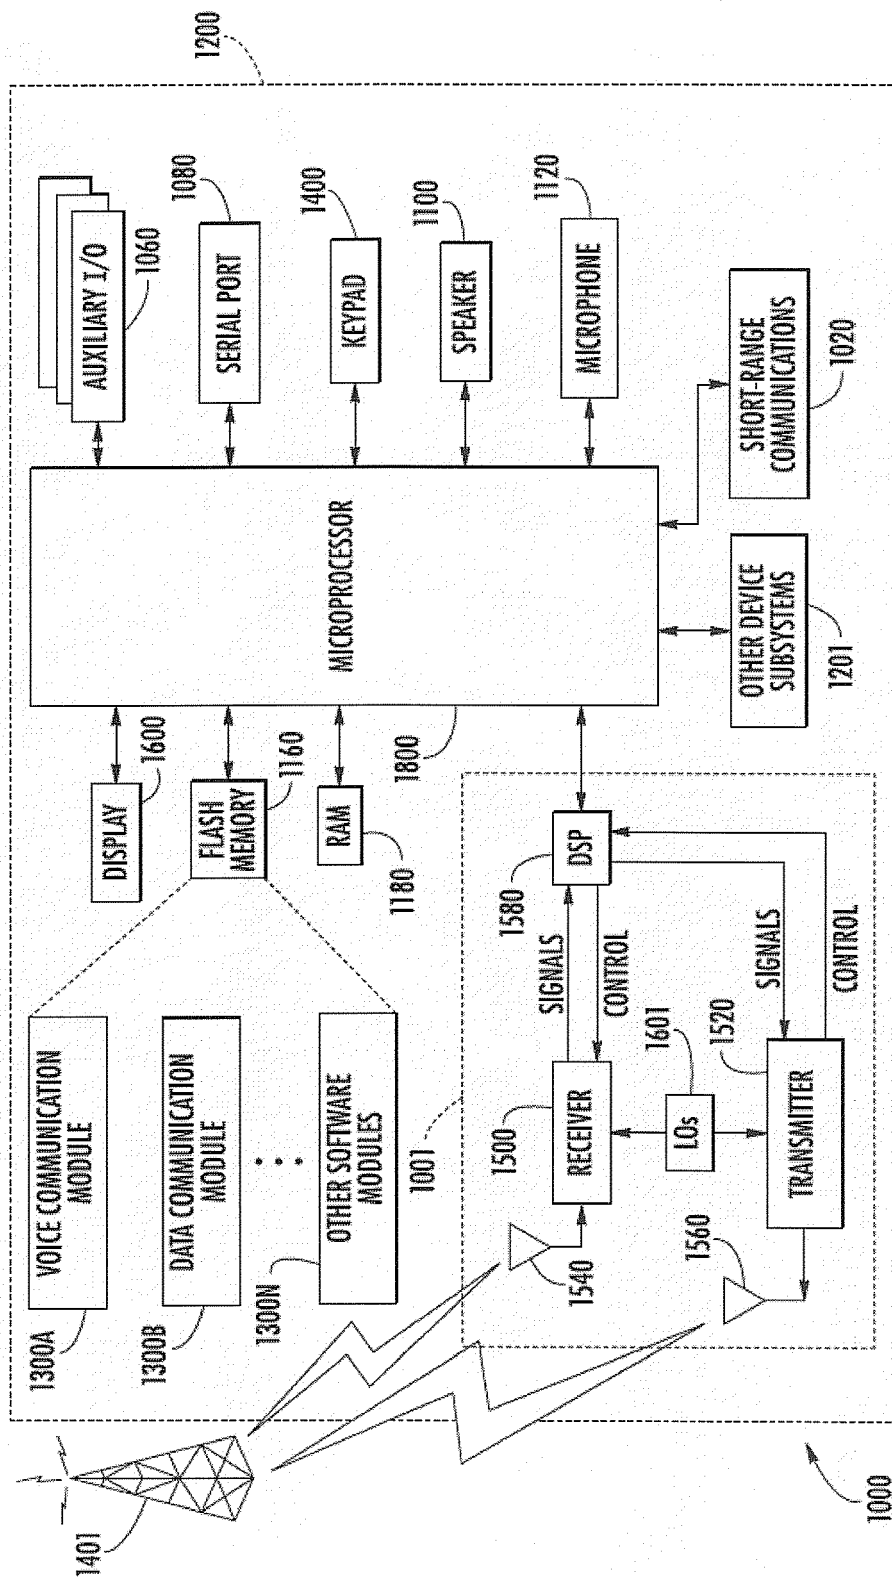 1200
AUXILIARY I/O
1060
SERIAL PORT
1080
KEYPAD
1400
SPEAKER
1100
MICROPHONE
1120
SHORT-RANGE
COMMUNICATIONS
1020
MICROPROCESSOR
1800
OTHER DEVICE
SUBSYSTEMS
1201
DISPLAY
1600
FLASH
MEMORY
1160
RAM
1180
VOICE COMMUNICATION
MODULE
1300A
DATA COMMUNICATION
MODULE
1300B
OTHER SOFTWARE
MODULES
1300N
1001
DSP
1580
SIGNALS
CONTROL
SIGNALS
CONTROL
RECEIVER
1500
LOs
1601
TRANSMITTER
1520
1540
1560
1401
1000